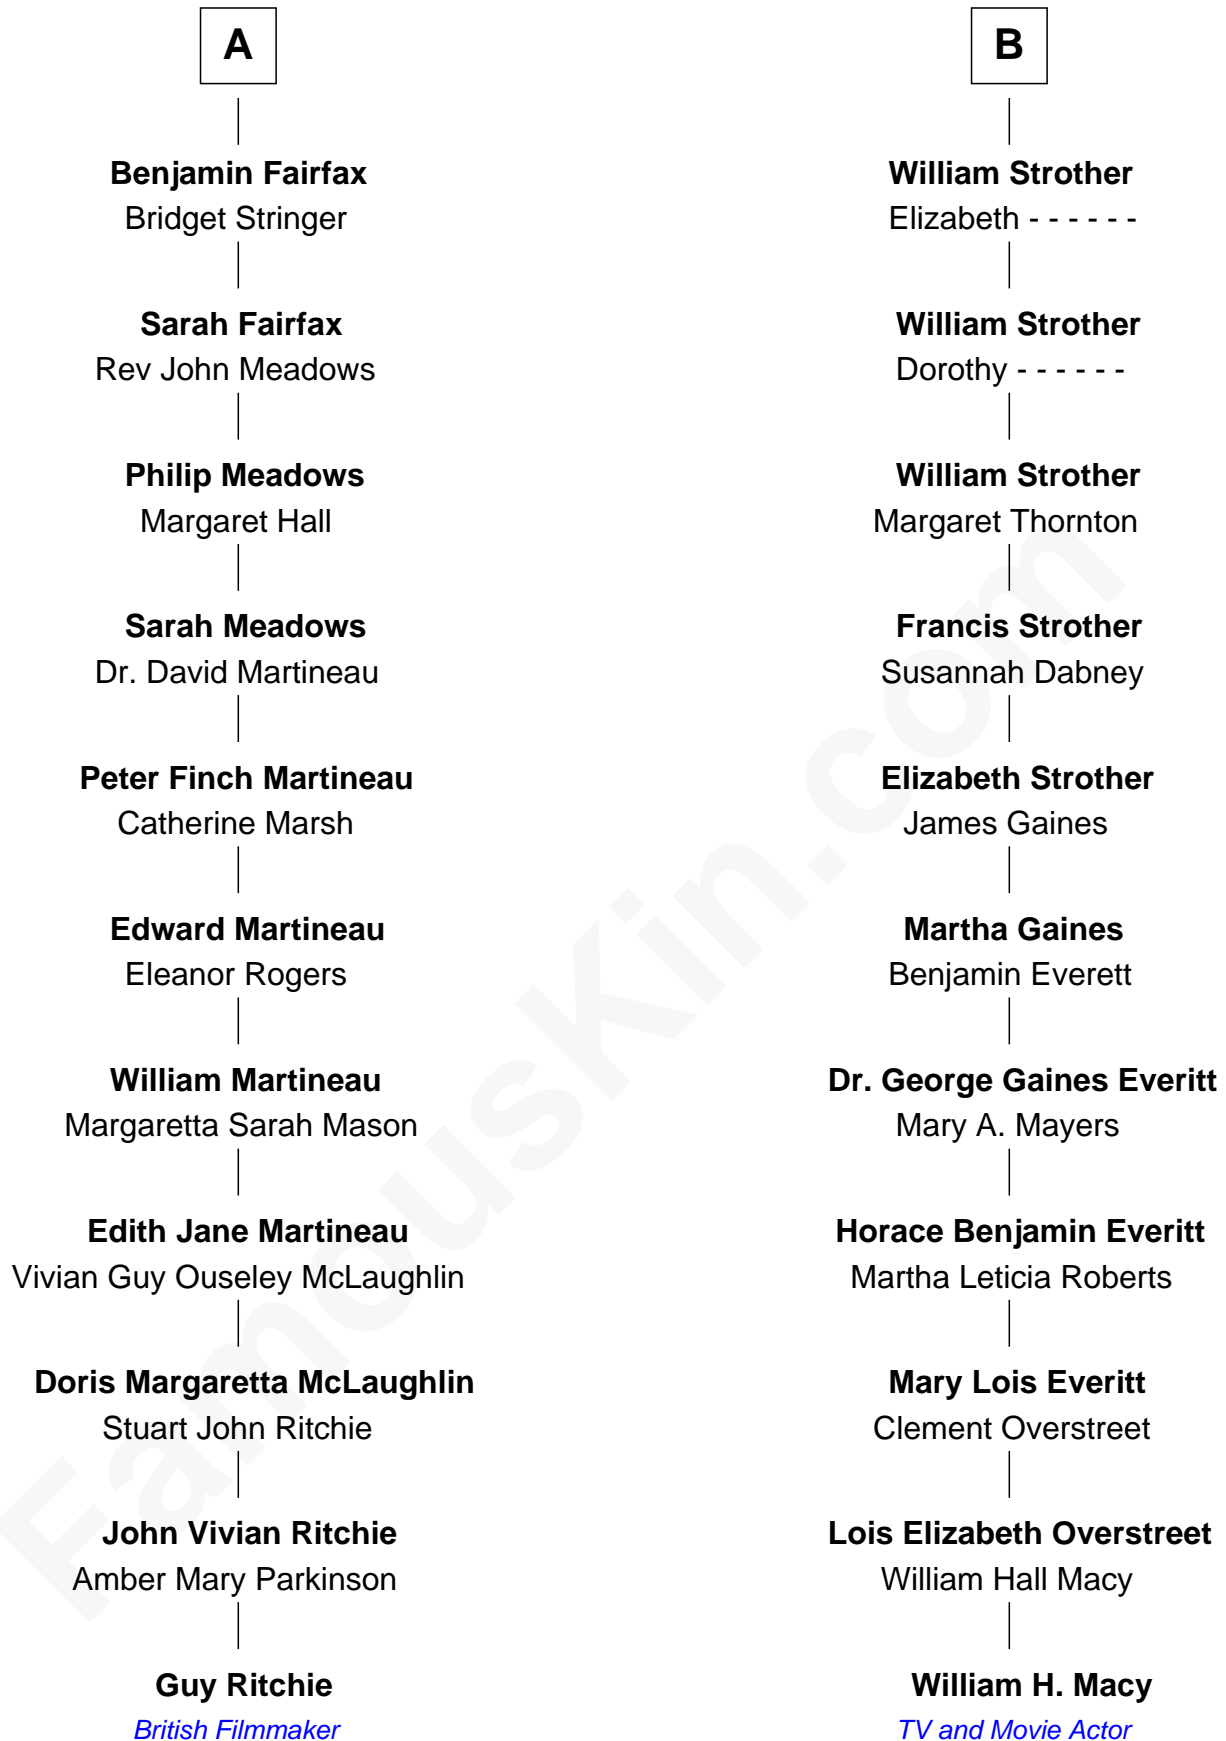 A
Benjamin Fairfax
Bridget Stringer
Sarah Fairfax
Rev John Meadows
Philip Meadows
Margaret Hall
Sarah Meadows
Dr. David Martineau
Peter Finch Martineau
Catherine Marsh
Edward Martineau
Eleanor Rogers
William Martineau
Margaretta Sarah Mason
Edith Jane Martineau
Vivian Guy Ouseley McLaughlin
Doris Margaretta McLaughlin
Stuart John Ritchie
John Vivian Ritchie
Amber Mary Parkinson
Guy Ritchie
British Filmmaker
B
William Strother
Elizabeth - - - - - -
William Strother
Dorothy - - - - - -
William Strother
Margaret Thornton
Francis Strother
Susannah Dabney
Elizabeth Strother
James Gaines
Martha Gaines
Benjamin Everett
Dr. George Gaines Everitt
Mary A. Mayers
Horace Benjamin Everitt
Martha Leticia Roberts
Mary Lois Everitt
Clement Overstreet
Lois Elizabeth Overstreet
William Hall Macy
William H. Macy
TV and Movie Actor
FamousKin.com